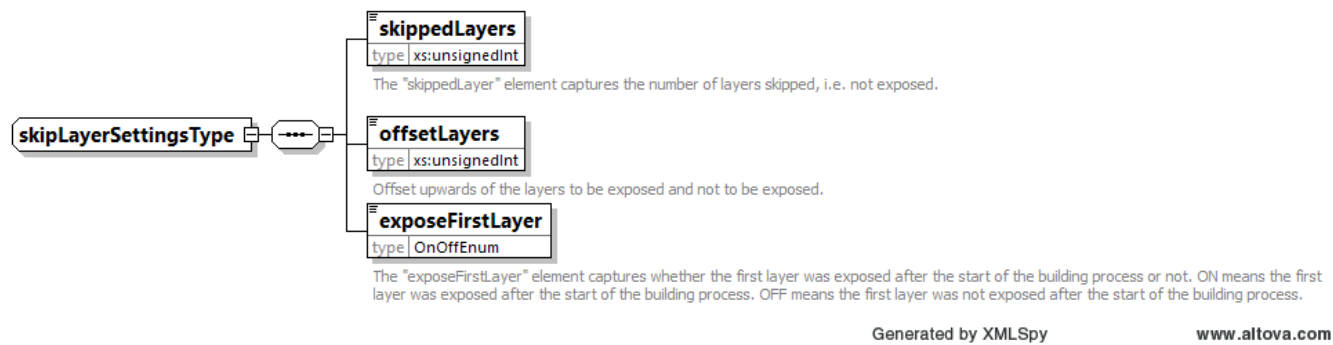 skippedLayers
type xs:unsignedInt
The "skippedLayer" element captures the number of layers skipped, i.e. not exposed.
skipLayerSettingsType
offsetLayers
type xs:unsignedInt
Offset upwards of the layers to be exposed and not to be exposed.
exposeFirstLayer
type OnOffEnum
The "exposeFirstLayer" element captures whether the first layer was exposed after the start of the building process or not. ON means the first
layer was exposed after the start of the building process. OFF means the first layer was not exposed after the start of the building process.
Generated by XMLSpy www.altova.com